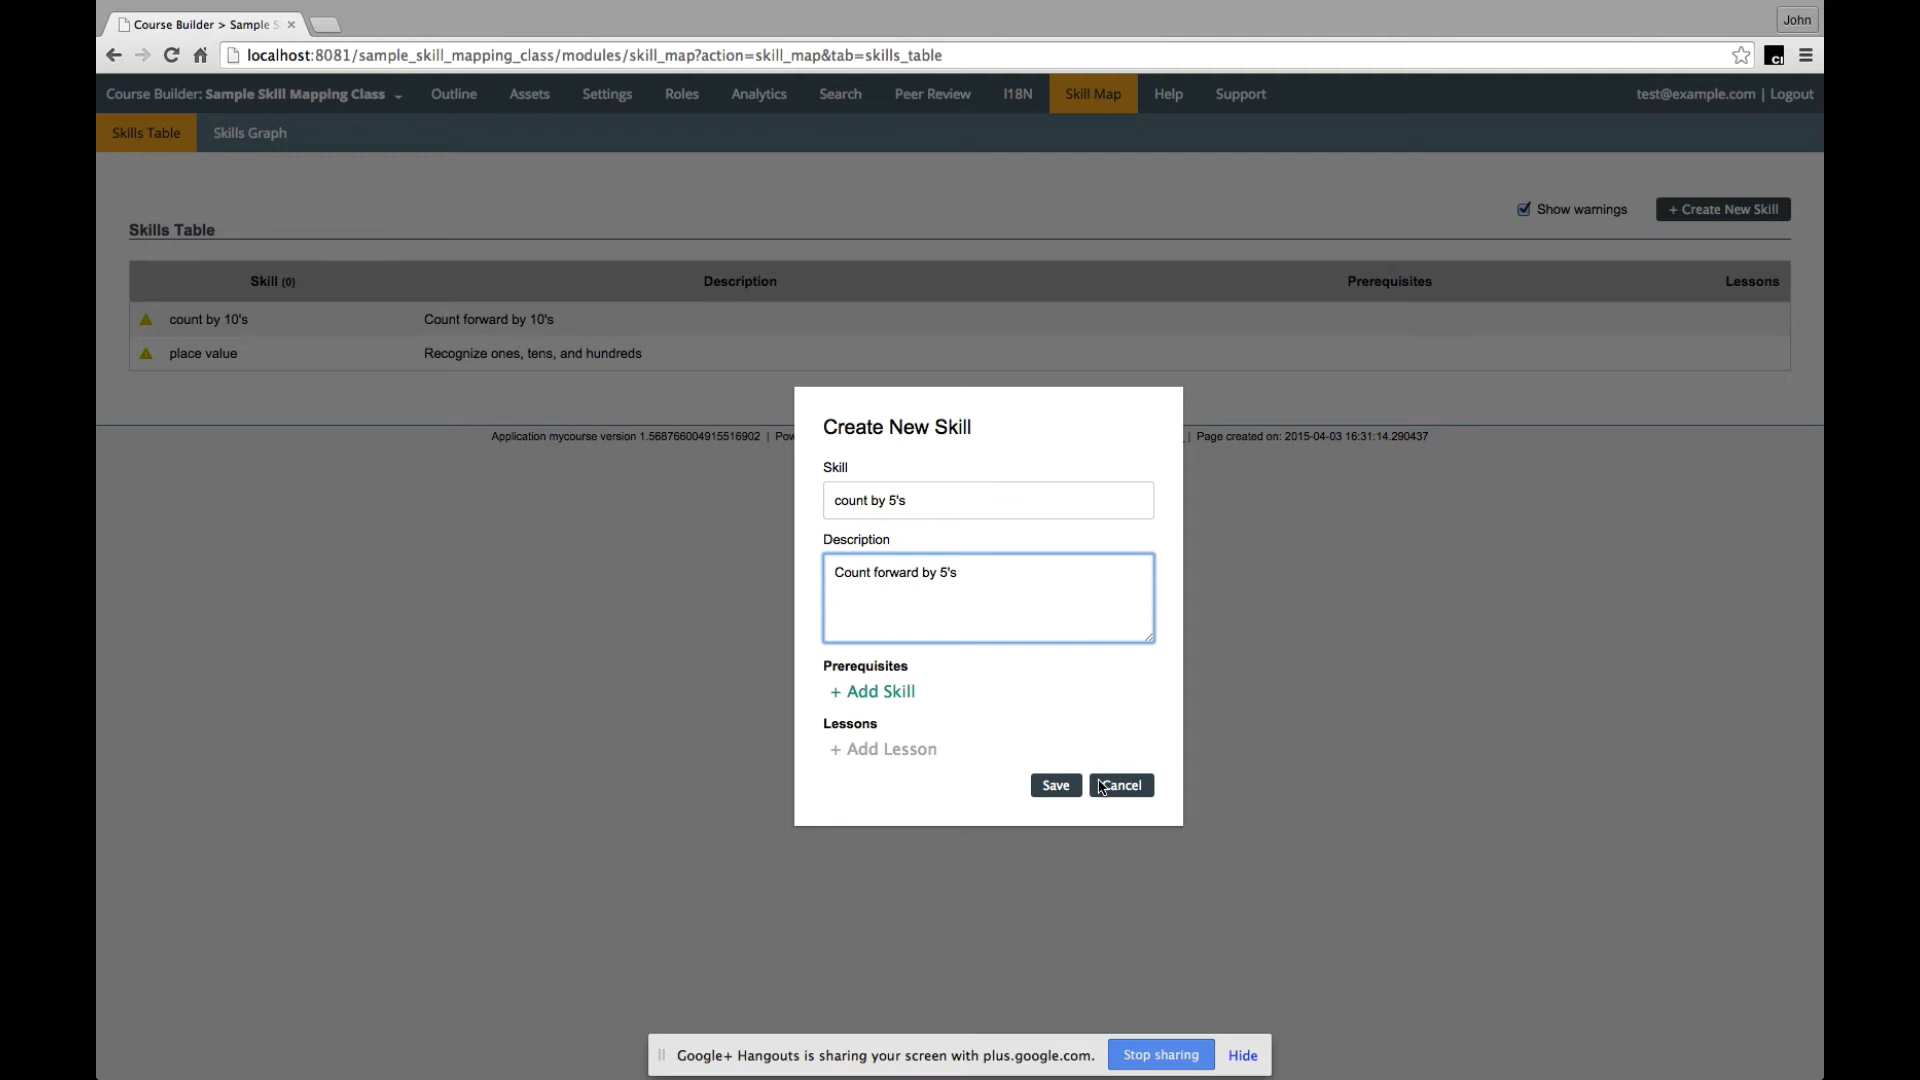 Course Builder > Sample S
John
localhost:8081/sample_skill_mapping_class/modules/skill_map?action=skill_map&tab=skills_table
Course Builder: Sample Skill Mapping Class Outline Assets Settings Roles Analytics Search Peer Review I18N Skill Map Help Support test@example.com | Logout
Skills Table Skills Graph
Show warnings + Create New Skill
Skills Table
Skill (0) Description Prerequisites Lessons
count by 10's Count forward by 10's
place value Recognize ones, tens, and hundreds
Application mycourse version 1.568766004915516902 | Pow | Page created on: 2015-04-03 16:31:14.290437
Create New Skill
Skill
count by 5's
Description
Count forward by 5's
Prerequisites
+ Add Skill
Lessons
+ Add Lesson
Save Cancel
Google+ Hangouts is sharing your screen with plus.google.com. Stop sharing Hide